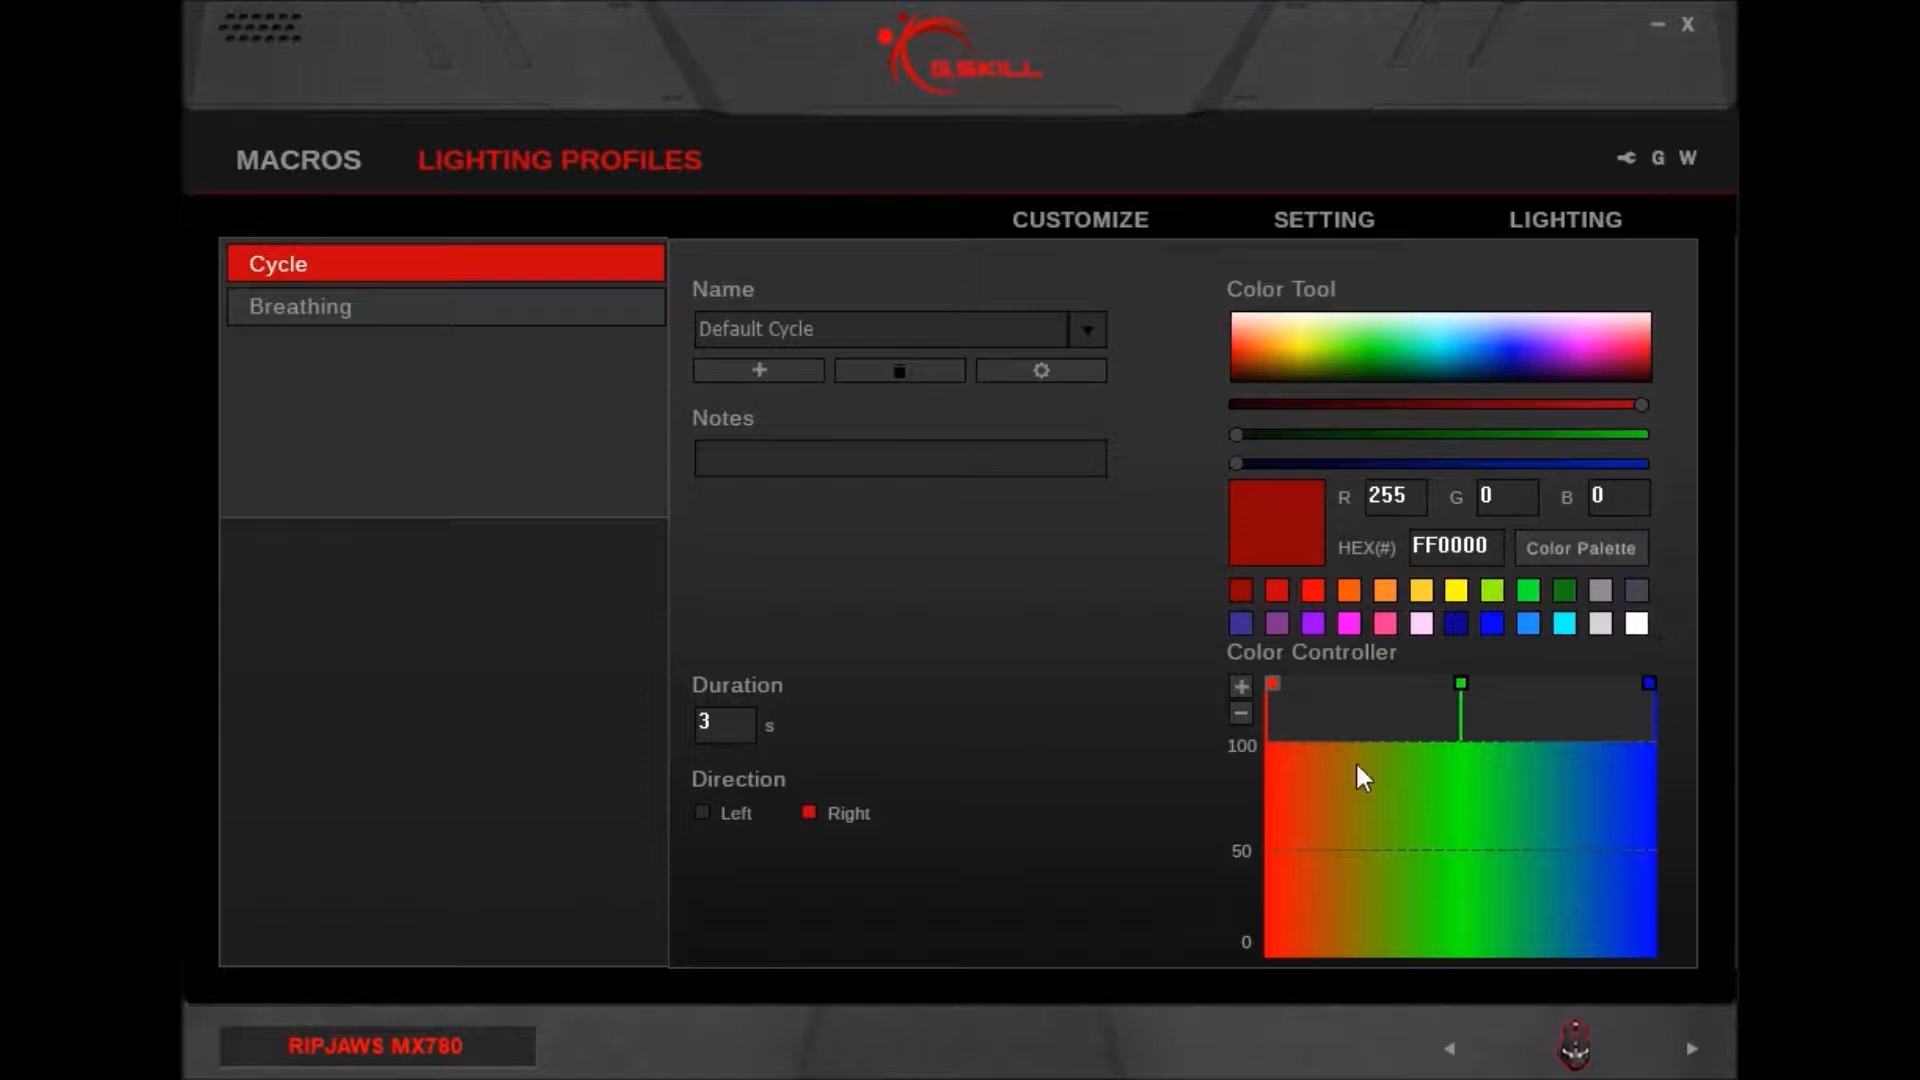 G.SKILL
– X
MACROS LIGHTING PROFILES
G W
CUSTOMIZE SETTING LIGHTING
Cycle
Breathing
Name
Default Cycle
Notes
Duration
3 s
Direction
Left Right
Color Tool
R 255 G 0 B 0
HEX(#) FF0000 Color Palette
Color Controller
100
50
0
RIPJAWS MX780